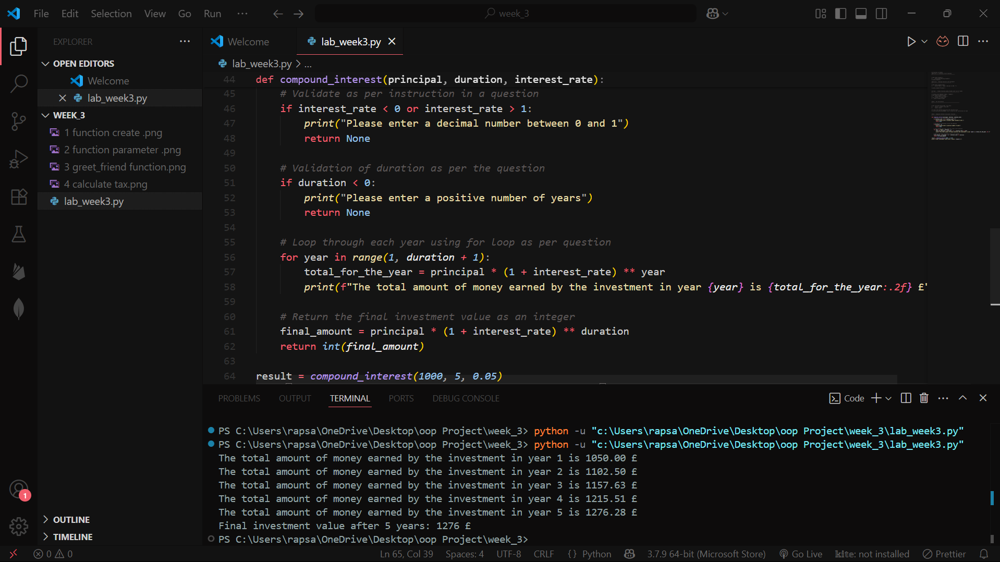 File Edit Selection View Go Run ···
week_3
EXPLORER ···
OPEN EDITORS
Welcome
lab_week3.py
WEEK_3
1 function create .png
2 function parameter .png
3 greet_friend function.png
4 calculate tax.png
lab_week3.py
OUTLINE
TIMELINE
1
Welcome
lab_week3.py
lab_week3.py > ...
44 def compound_interest(principal, duration, interest_rate):
45 # Validate as per instruction in a question
46 if interest_rate < 0 or interest_rate > 1:
47 print("Please enter a decimal number between 0 and 1")
48 return None
49
50 # Validation of duration as per the question
51 if duration < 0:
52 print("Please enter a positive number of years")
53 return None
54
55 # Loop through each year using for loop as per question
56 for year in range(1, duration + 1):
57 total_for_the_year = principal * (1 + interest_rate) ** year
58 print(f"The total amount of money earned by the investment in year {year} is {total_for_the_year:.2f} £"
59
60 # Return the final investment value as an integer
61 final_amount = principal * (1 + interest_rate) ** duration
62 return int(final_amount)
63
64 result = compound_interest(1000, 5, 0.05)
PROBLEMS OUTPUT TERMINAL PORTS DEBUG CONSOLE
Code
PS C:\Users\rapsa\OneDrive\Desktop\oop Project\week_3> python -u "c:\Users\rapsa\OneDrive\Desktop\oop Project\week_3\lab_week3.py"
PS C:\Users\rapsa\OneDrive\Desktop\oop Project\week_3> python -u "c:\Users\rapsa\OneDrive\Desktop\oop Project\week_3\lab_week3.py"
The total amount of money earned by the investment in year 1 is 1050.00 £
The total amount of money earned by the investment in year 2 is 1102.50 £
The total amount of money earned by the investment in year 3 is 1157.63 £
The total amount of money earned by the investment in year 4 is 1215.51 £
The total amount of money earned by the investment in year 5 is 1276.28 £
Final investment value after 5 years: 1276 £
PS C:\Users\rapsa\OneDrive\Desktop\oop Project\week_3>
0 0 Ln 65, Col 39 Spaces: 4 UTF-8 CRLF {} Python 3.7.9 64-bit (Microsoft Store) Go Live kite: not installed Prettier